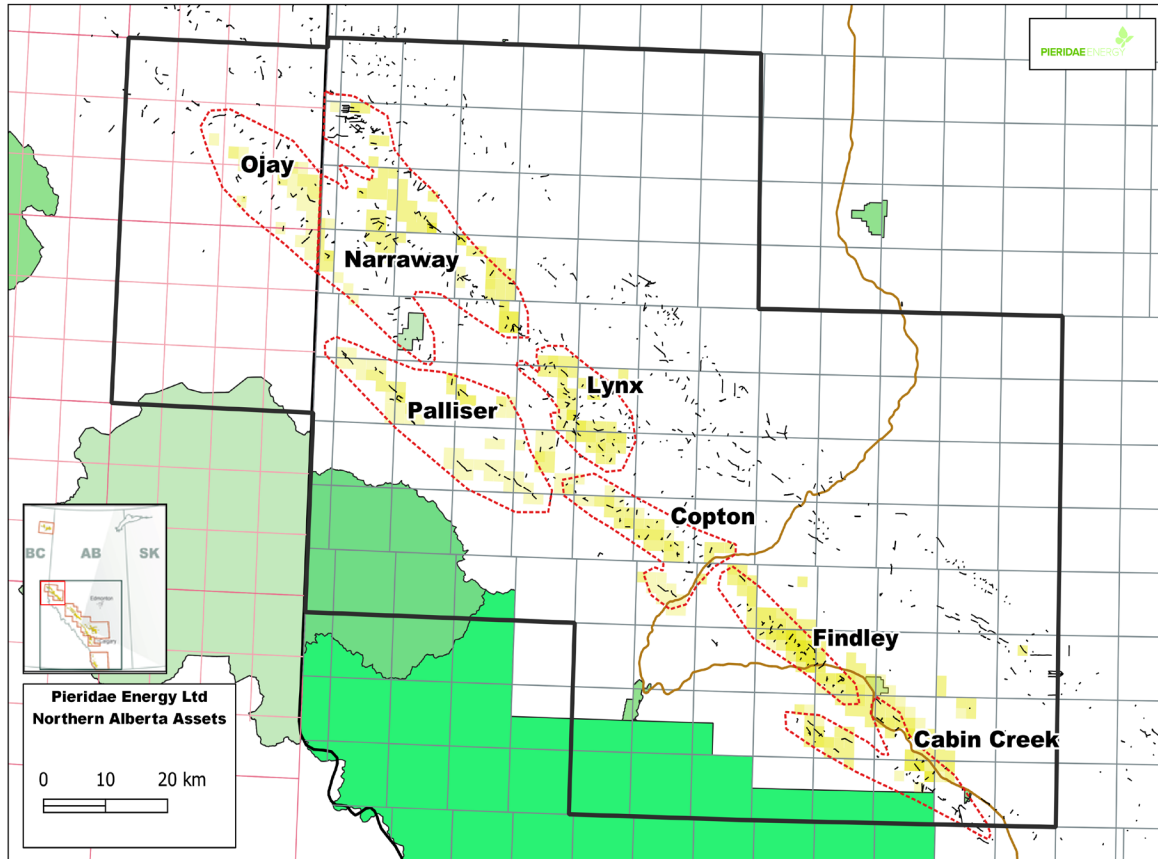 PIERIDAE ENERGY
Ojay
Narraway
Lynx
Palliser
Copton
Findley
Cabin Creek
BC AB SK
Edmonton
Calgary
Pieridae Energy Ltd
Northern Alberta Assets
0 10 20 km